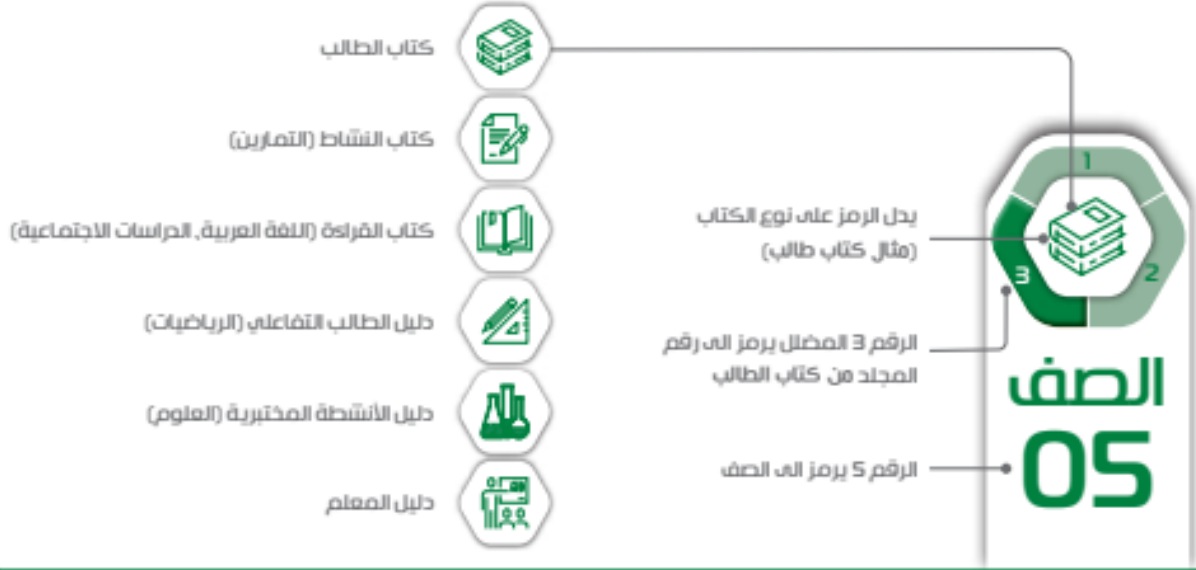 كتاب الطالب
كتاب النشاط (التمارين)
كتاب القراءة (اللغة العربية، الدراسات الاجتماعية)
دليل الطالب التفاعلي (الرياضيات)
دليل الأنشطة المختبرية (العلوم)
دليل المعلم
يدل الرمز على نوع الكتاب
(مثال كتاب طالب)
الرقم 3 المضلل يرمز الى رقم
المجلد من كتاب الطالب
الرقم 5 يرمز الى الصف
1
2
3
الصف
05